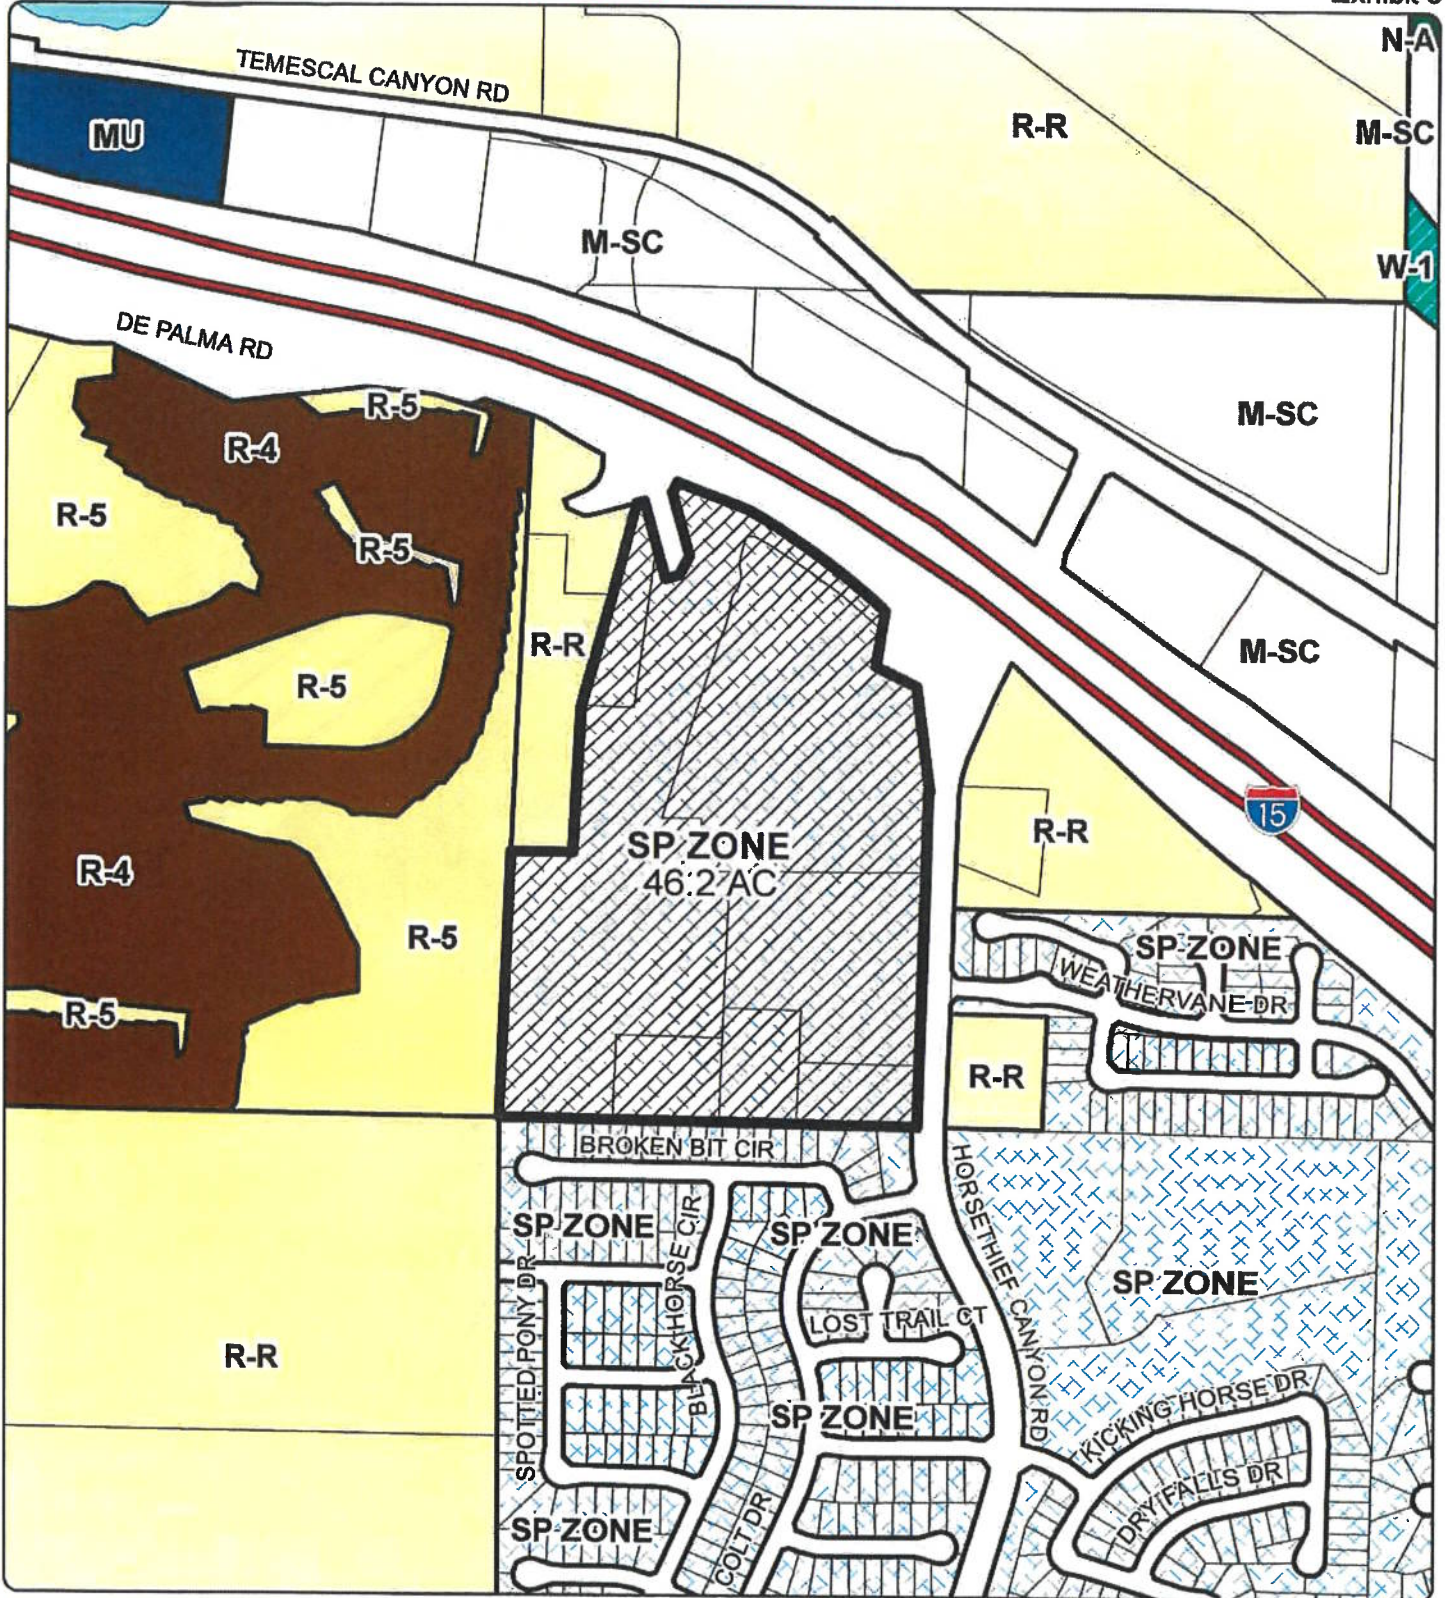 N-A
TEMESCAL CANYON RD
MU
R-R
M-SC
M-SC
W-1
DE PALMA RD
R-5
R-4
M-SC
R-5
R-5
R-R
M-SC
R-5
15
R-R
SP ZONE
46.2 AC
R-4
R-5
SP ZONE
WEATHERVANE DR
R-5
R-R
BROKEN BIT CIR
HORSETHIEF CANYON RD
SP ZONE
BLACKHORSE CIR
SP ZONE
SPOTTED PONY DR
SP ZONE
LOST TRAIL CT
R-R
KICKING HORSE DR
SP ZONE
DRY FALLS DR
SP ZONE
COLT DR